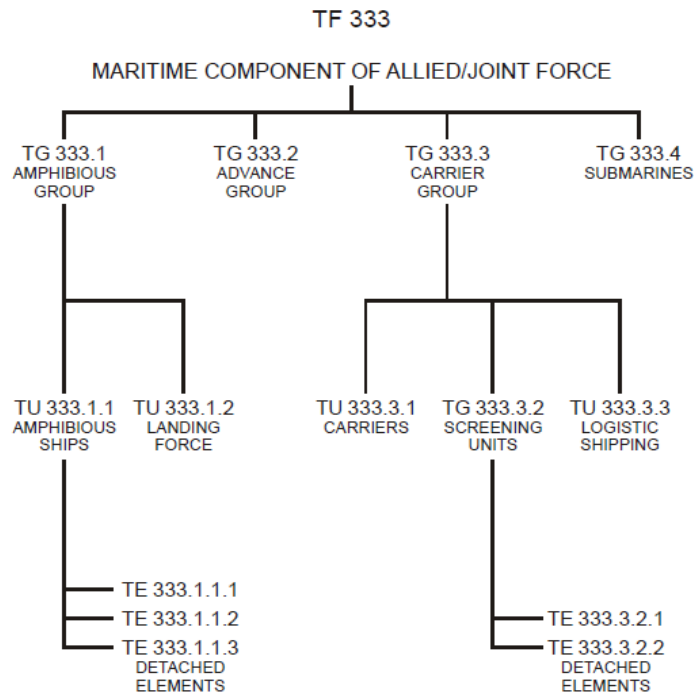 TF 333
MARITIME COMPONENT OF ALLIED/JOINT FORCE
TG 333.1
AMPHIBIOUS
GROUP
TG 333.2
ADVANCE
GROUP
TG 333.3
CARRIER
GROUP
TG 333.4
SUBMARINES
TU 333.1.1
AMPHIBIOUS
SHIPS
TU 333.1.2
LANDING
FORCE
TU 333.3.1
CARRIERS
TG 333.3.2
SCREENING
UNITS
TU 333.3.3
LOGISTIC
SHIPPING
TE 333.1.1.1
TE 333.1.1.2
TE 333.1.1.3
DETACHED
ELEMENTS
TE 333.3.2.1
TE 333.3.2.2
DETACHED
ELEMENTS